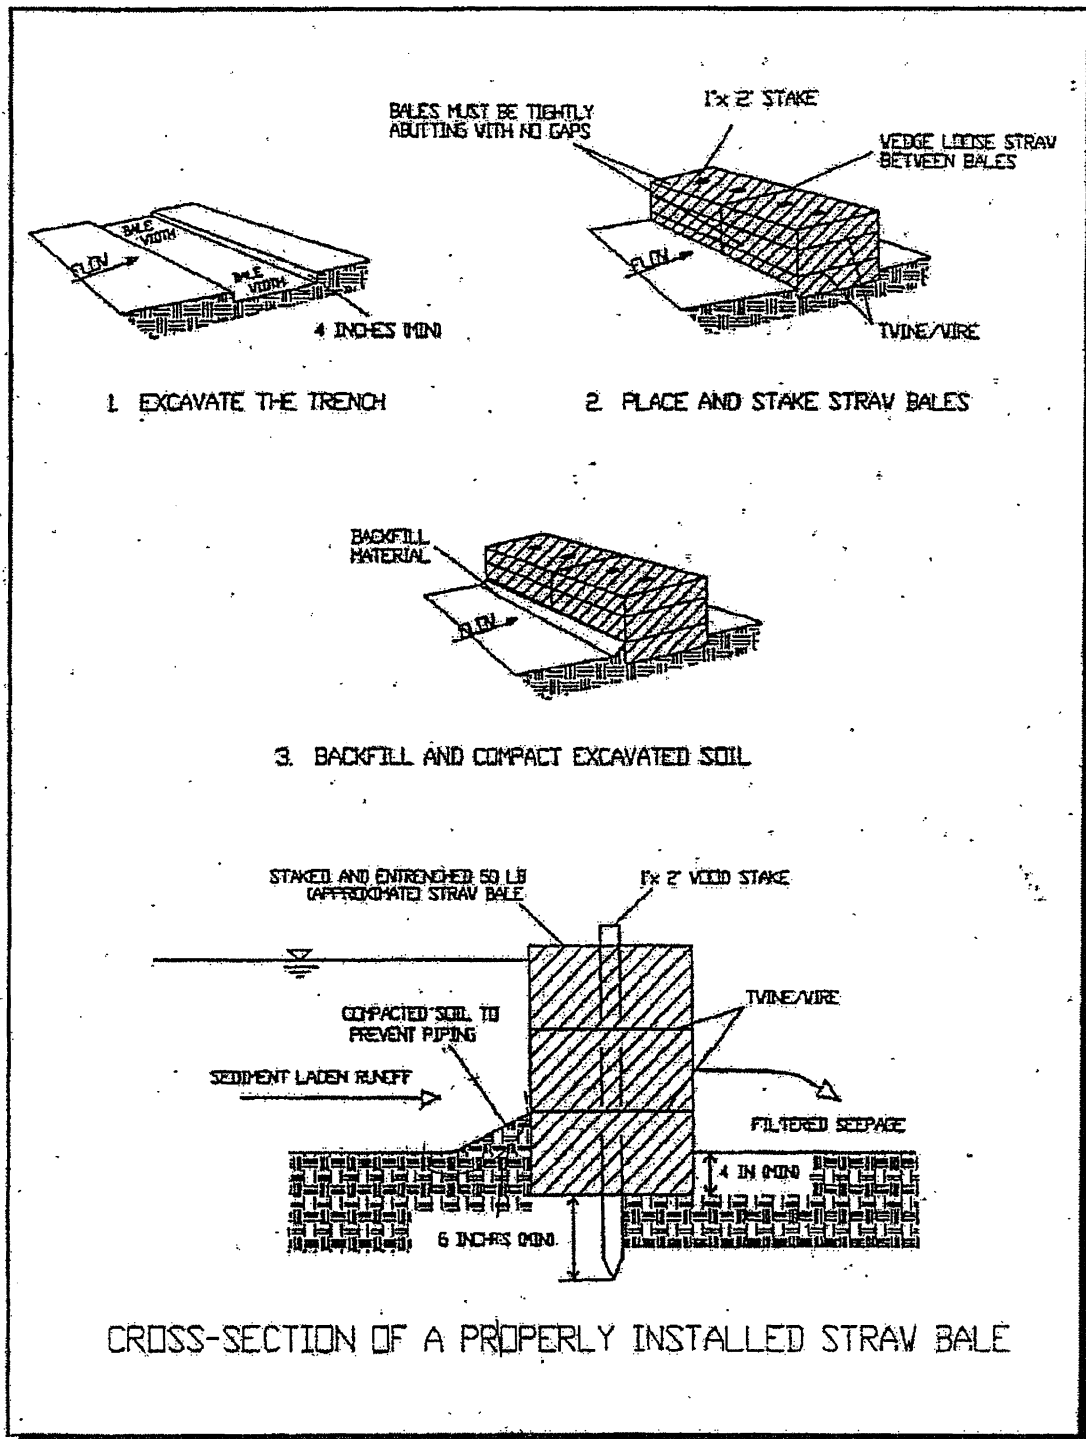 BALES MUST BE TIGHTLY
ABUTTING WITH NO GAPS
1"x 2" STAKE
WEDGE LOOSE STRAW
BETWEEN BALES
BALE
WIDTH
FLOW
BALE
WIDTH
4 INCHES (MIN)
FLOW
TWINE/WIRE
1. EXCAVATE THE TRENCH
2. PLACE AND STAKE STRAW BALES
BACKFILL
MATERIAL
FLOW
3. BACKFILL AND COMPACT EXCAVATED SOIL
STAKED AND ENTRENCHED 50 LB
(APPROXIMATE) STRAW BALE
1"x 2" WOOD STAKE
COMPACTED SOIL TO
PREVENT PIPING
TWINE/WIRE
SEDIMENT LADEN RUNOFF
FILTERED SEEPAGE
4 IN (MIN)
6 INCHES (MIN).
CROSS-SECTION OF A PROPERLY INSTALLED STRAW BALE